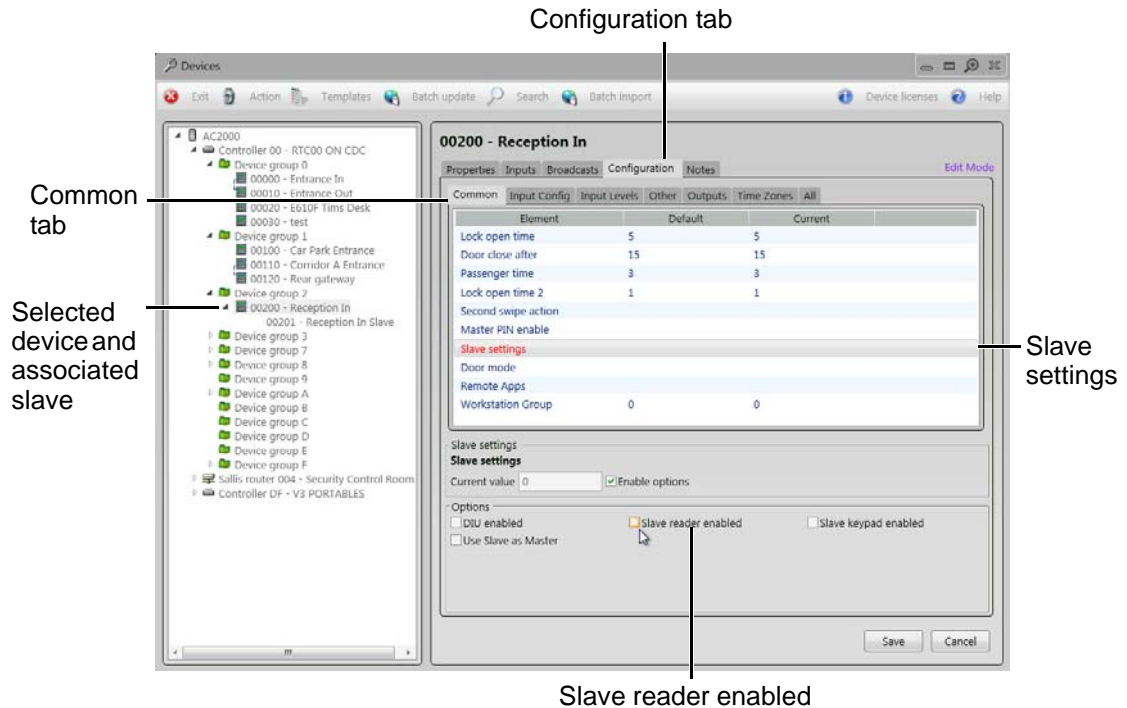 Configuration tab
Devices
Exit Action Templates Batch update Search Batch import Device licenses Help
AC2000
Controller 00 - RTC00 ON CDC
Device group 0
00000 - Entrance In
00010 - Entrance Out
00020 - E610F Tims Desk
00030 - test
Device group 1
00100 - Car Park Entrance
00110 - Corridor A Entrance
00120 - Rear gateway
Device group 2
00200 - Reception In
00201 - Reception In Slave
Device group 3
Device group 7
Device group 8
Device group 9
Device group A
Device group B
Device group C
Device group D
Device group E
Device group F
Sallis router 004 - Security Control Room
Controller DF - V3 PORTABLES
Common
tab
Selected
device and
associated
slave
00200 - Reception In
Properties Inputs Broadcasts Configuration Notes Edit Mode
Common Input Config Input Levels Other Outputs Time Zones All
Element Default Current
Lock open time 5 5
Door close after 15 15
Passenger time 3 3
Lock open time 2 1 1
Second swipe action
Master PIN enable
Slave settings
Door mode
Remote Apps
Workstation Group 0 0
Slave
settings
Slave settings
Slave settings
Current value 0 Enable options
Options
DIU enabled Slave reader enabled Slave keypad enabled
Use Slave as Master
Save Cancel
Slave reader enabled